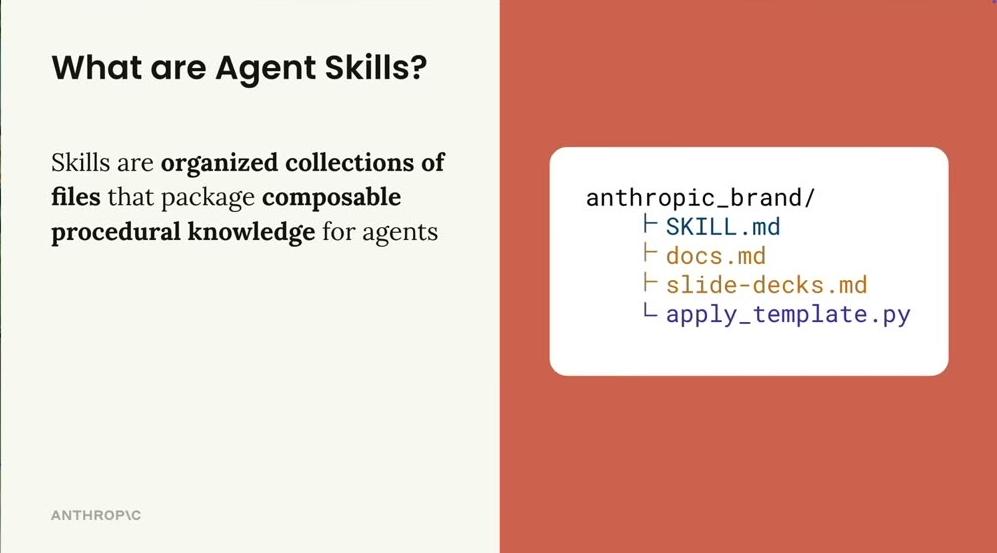 What are Agent Skills?
Skills are organized collections of
files that package composable
procedural knowledge for agents
anthropic_brand/
├ SKILL.md
├ docs.md
├ slide-decks.md
└ apply_template.py
ANTHROP\C